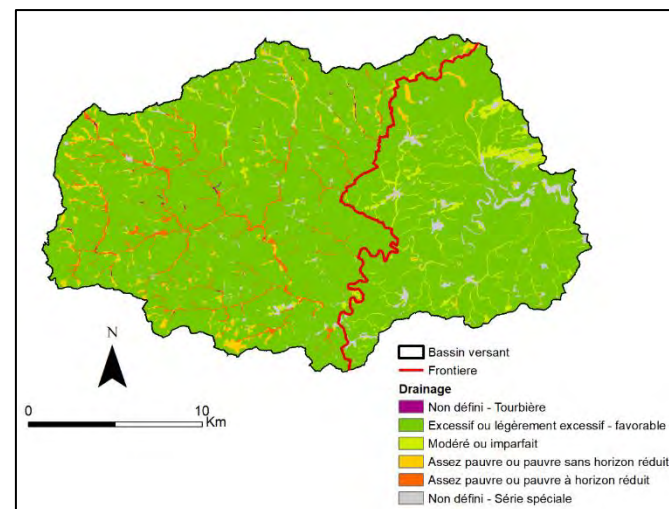 N
0
10
Km
Bassin versant
Frontiere
Drainage
Non défini - Tourbière
Excessif ou légèrement excessif - favorable
Modéré ou imparfait
Assez pauvre ou pauvre sans horizon réduit
Assez pauvre ou pauvre à horizon réduit
Non défini - Série spéciale